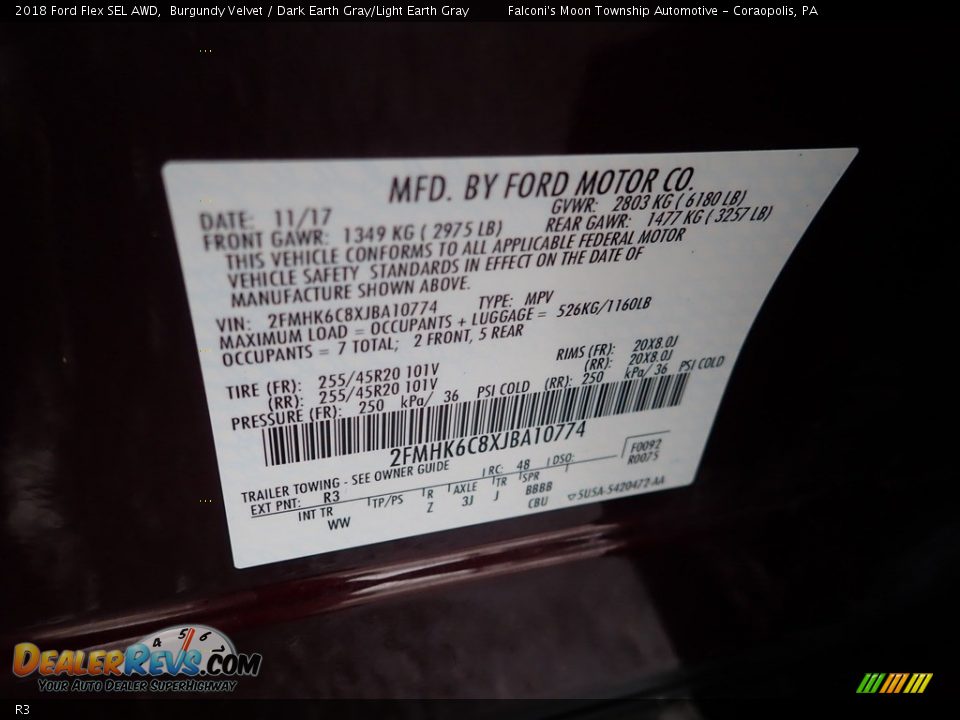 2018 Ford Flex SEL AWD, Burgundy Velvet / Dark Earth Gray/Light Earth Gray Falconi's Moon Township Automotive - Coraopolis, PA
MFD. BY FORD MOTOR CO.
DATE: 11/17 GVWR: 2803 KG ( 6180 LB)
FRONT GAWR: 1349 KG ( 2975 LB) REAR GAWR: 1477 KG ( 3257 LB)
THIS VEHICLE CONFORMS TO ALL APPLICABLE FEDERAL MOTOR
VEHICLE SAFETY STANDARDS IN EFFECT ON THE DATE OF
MANUFACTURE SHOWN ABOVE.
VIN: 2FMHK6C8XJBA10774 TYPE: MPV
MAXIMUM LOAD = OCCUPANTS + LUGGAGE = 526KG/1160LB
OCCUPANTS = 7 TOTAL; 2 FRONT, 5 REAR
TIRE (FR): 255/45R20 101V RIMS (FR): 20X8.0J
(RR): 255/45R20 101V (RR): 20X8.0J
PRESSURE (FR): 250 kPa/ 36 PSI COLD (RR): 250 kPa/ 36 PSI COLD
2FMHK6C8XJBA10774
F0092
R0075
TRAILER TOWING - SEE OWNER GUIDE RC: 48 DSO:
EXT PNT: R3 TP/PS R AXLE TR SPR
INT TR Z 3J J BBBB
WW CBU 5USA-5420472-AA
4 5 6
DEALERREVS.COM
YOUR AUTO DEALER SUPERHIGHWAY
R3